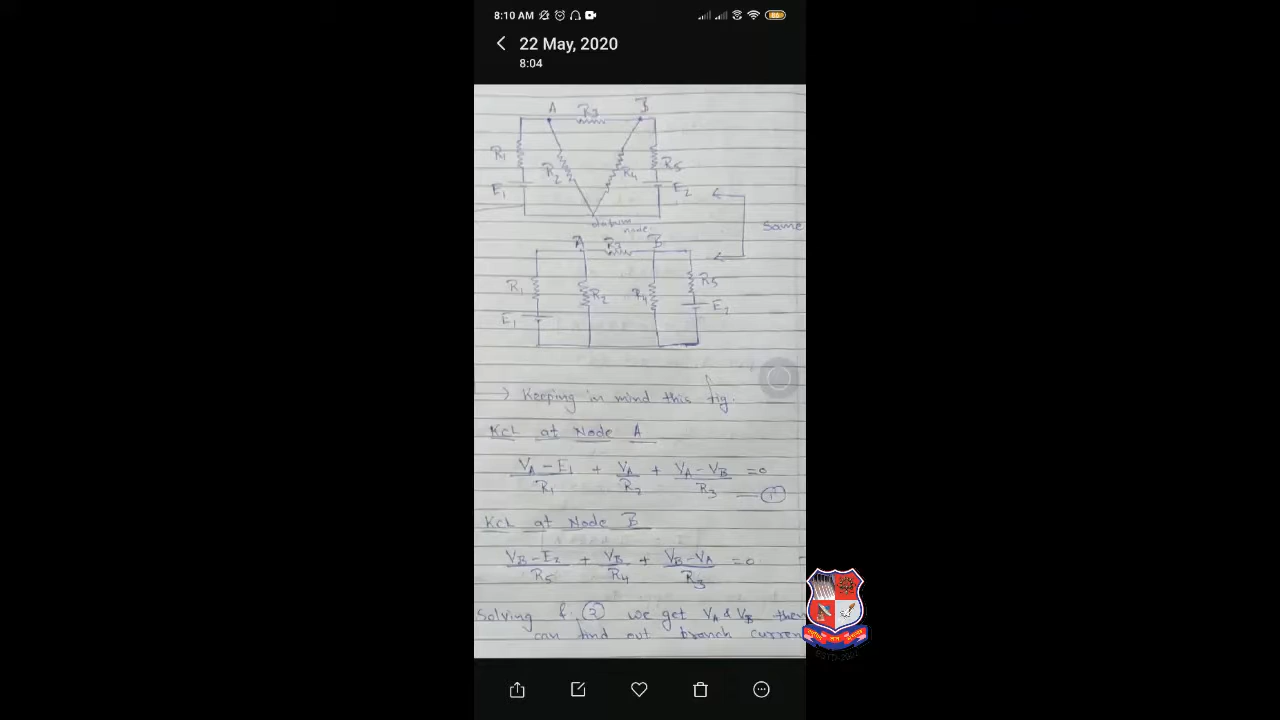 8:10 AM
86
22 May, 2020
8:04
A R3 B
R1 R2 R4 R5
E1 E2
datum
node
Same
A R3 B
R1 R2 R4 R5
E1 E2
→ Keeping in mind this fig.
KCL at Node A
VA - E1 / R1 + VA / R2 + VA - VB / R3 = 0 — 1
KCL at Node B
VB - E2 / R5 + VB / R4 + VB - VA / R3 = 0
Solving & 2 we get VA & VB then
can find out branch curren